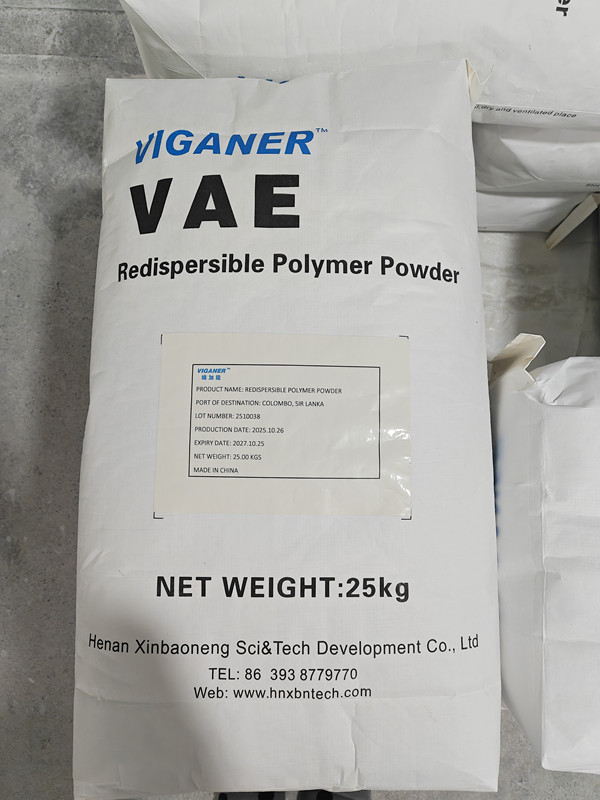 er
d,dry and ventilated place
VIGANER™
VAE
Redispersible Polymer Powder
VIGANER™
PRODUCT NAME: REDISPERSIBLE POLYMER POWDER
PORT OF DESTINATION: COLOMBO, SIR LANKA
LOT NUMBER: 2510038
PRODUCTION DATE: 2025.10.26
EXPIRY DATE: 2027.10.25
NET WEIGHT: 25.00 KGS
MADE IN CHINA
NET WEIGHT:25kg
Henan Xinbaoneng Sci&Tech Development Co., Ltd
TEL: 86 393 8779770
Web: www.hnxbntech.com